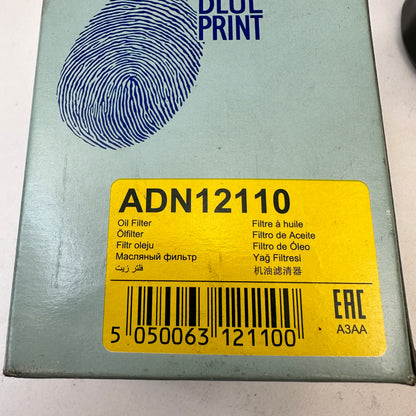 BLUE
PRINT
ADN12110
Oil Filter
Ölfilter
Filtr oleju
Масляный фильтр
فلتر زيت
Filtre à huile
Filtro de Aceite
Filtro de Óleo
Yağ Filtresi
机油滤清器
5 050063 121100
EAC
A3AA